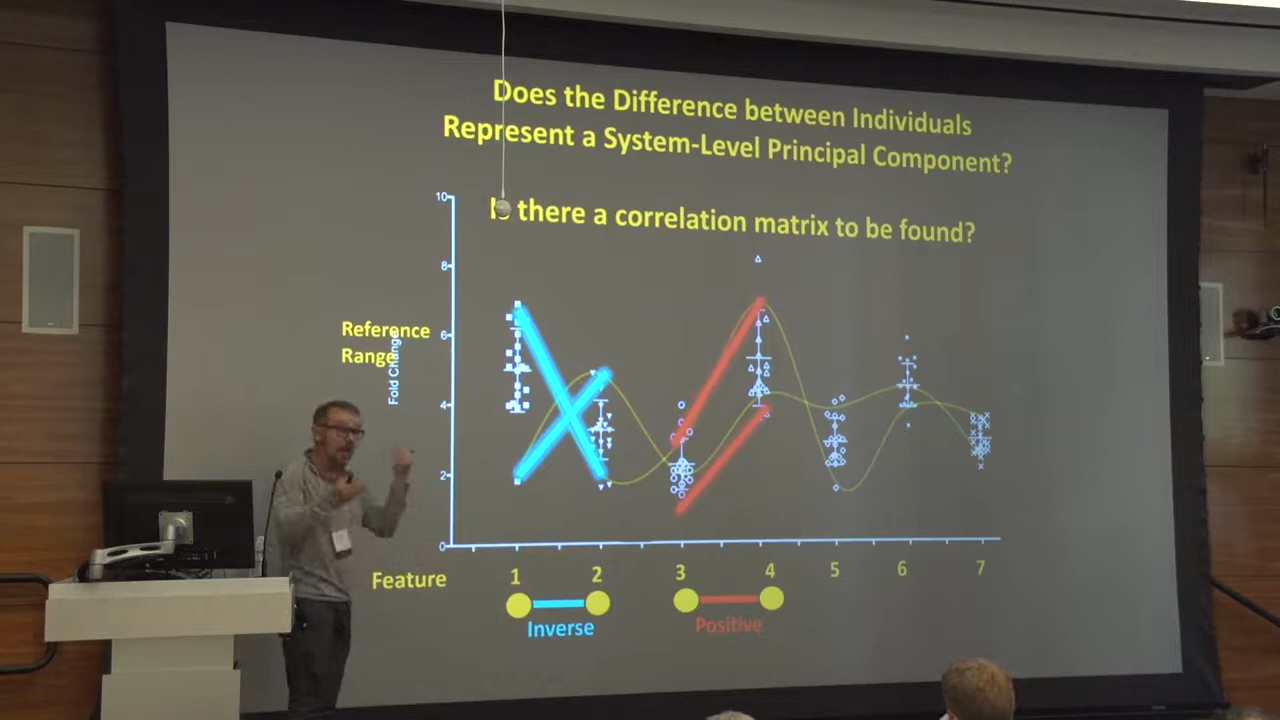 Does the Difference between Individuals
Represent a System-Level Principal Component?
Is there a correlation matrix to be found?
10
8
6
4
2
0
Reference
Range
Fold Change
Feature
1
2
3
4
5
6
7
Inverse
Positive